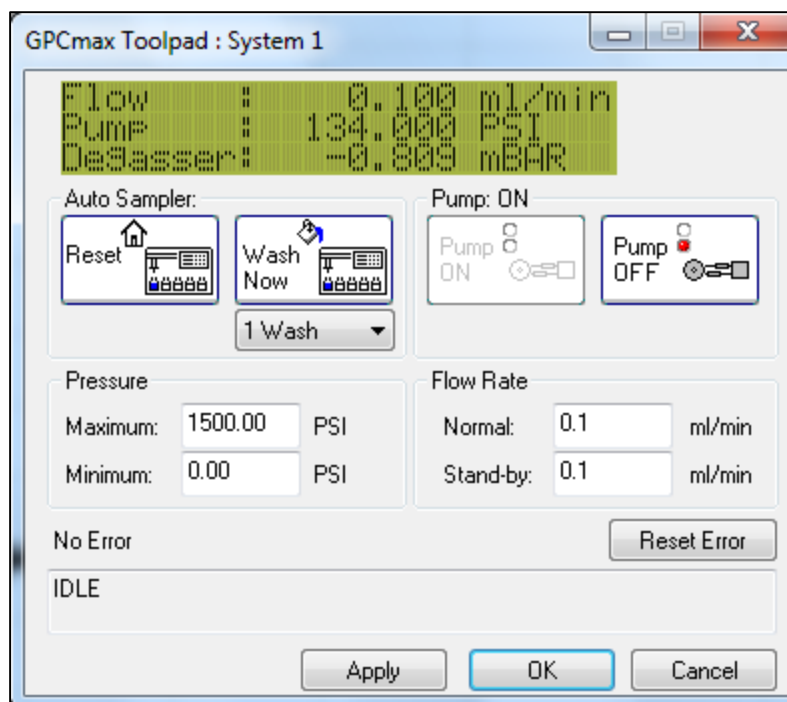 GPCmax Toolpad : System 1
Flow : 0.100 ml/min
Pump : 134.000 PSI
Degasser: -0.809 mBAR
Auto Sampler:
Reset
Wash Now
1 Wash
Pump: ON
Pump ON
Pump OFF
Pressure
Maximum: 1500.00 PSI
Minimum: 0.00 PSI
Flow Rate
Normal: 0.1 ml/min
Stand-by: 0.1 ml/min
No Error
Reset Error
IDLE
Apply OK Cancel